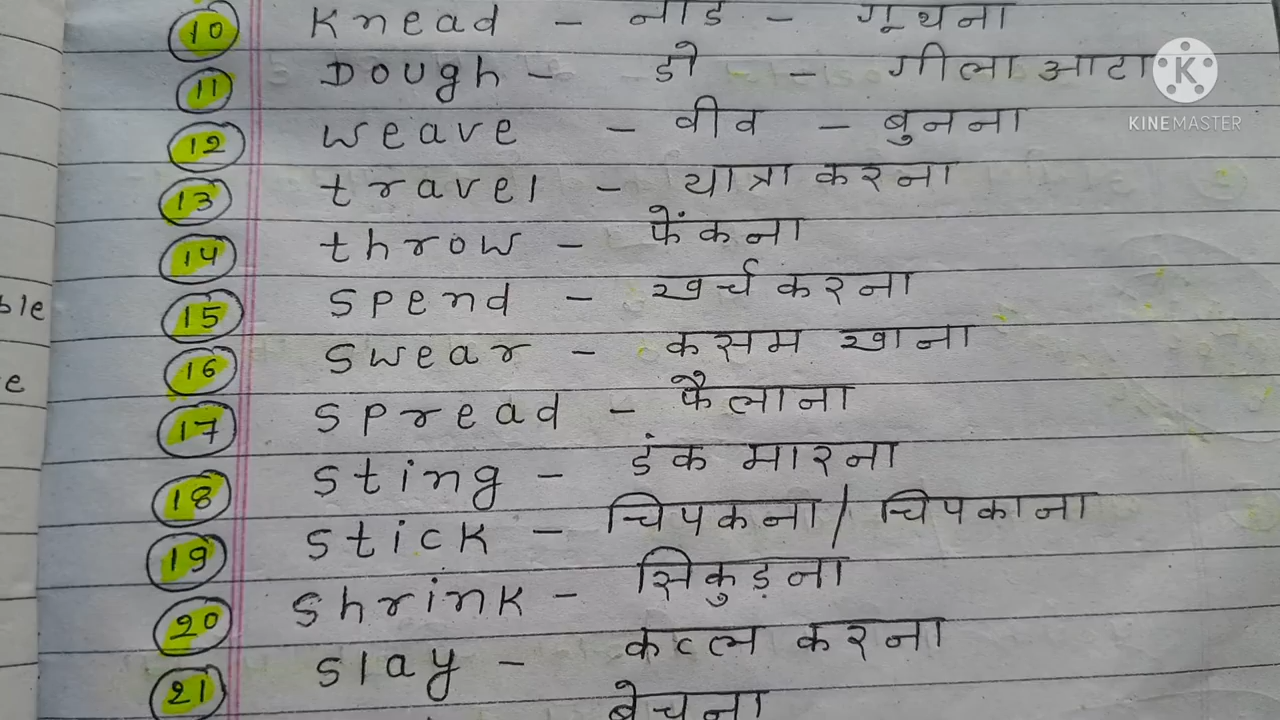 10 Knead - नीड - गूथना
11 Dough - डो - गीला आटा
KINEMASTER
12 weave - वीव - बुनना
13 travel - यात्रा करना
14 throw - फेंकना
15 spend - खर्च करना
ble
16 swear - कसम खाना
e
17 spread - फैलाना
18 sting - डंक मारना
19 stick - चिपकना / चिपकाना
20 shrink - सिकुड़ना
21 slay - कत्ल करना
बेचना